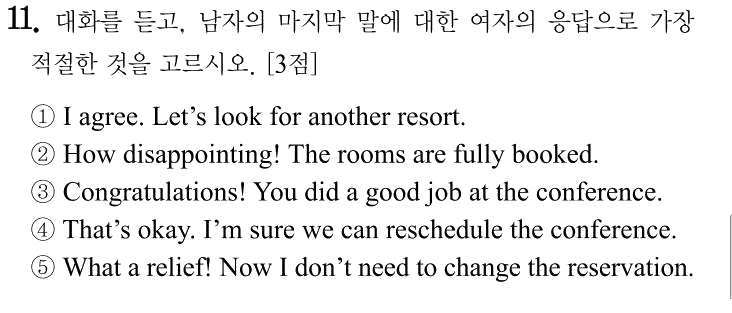 11. 대화를 듣고, 남자의 마지막 말에 대한 여자의 응답으로 가장
적절한 것을 고르시오. [3점]
① I agree. Let’s look for another resort.
② How disappointing! The rooms are fully booked.
③ Congratulations! You did a good job at the conference.
④ That’s okay. I’m sure we can reschedule the conference.
⑤ What a relief! Now I don’t need to change the reservation.